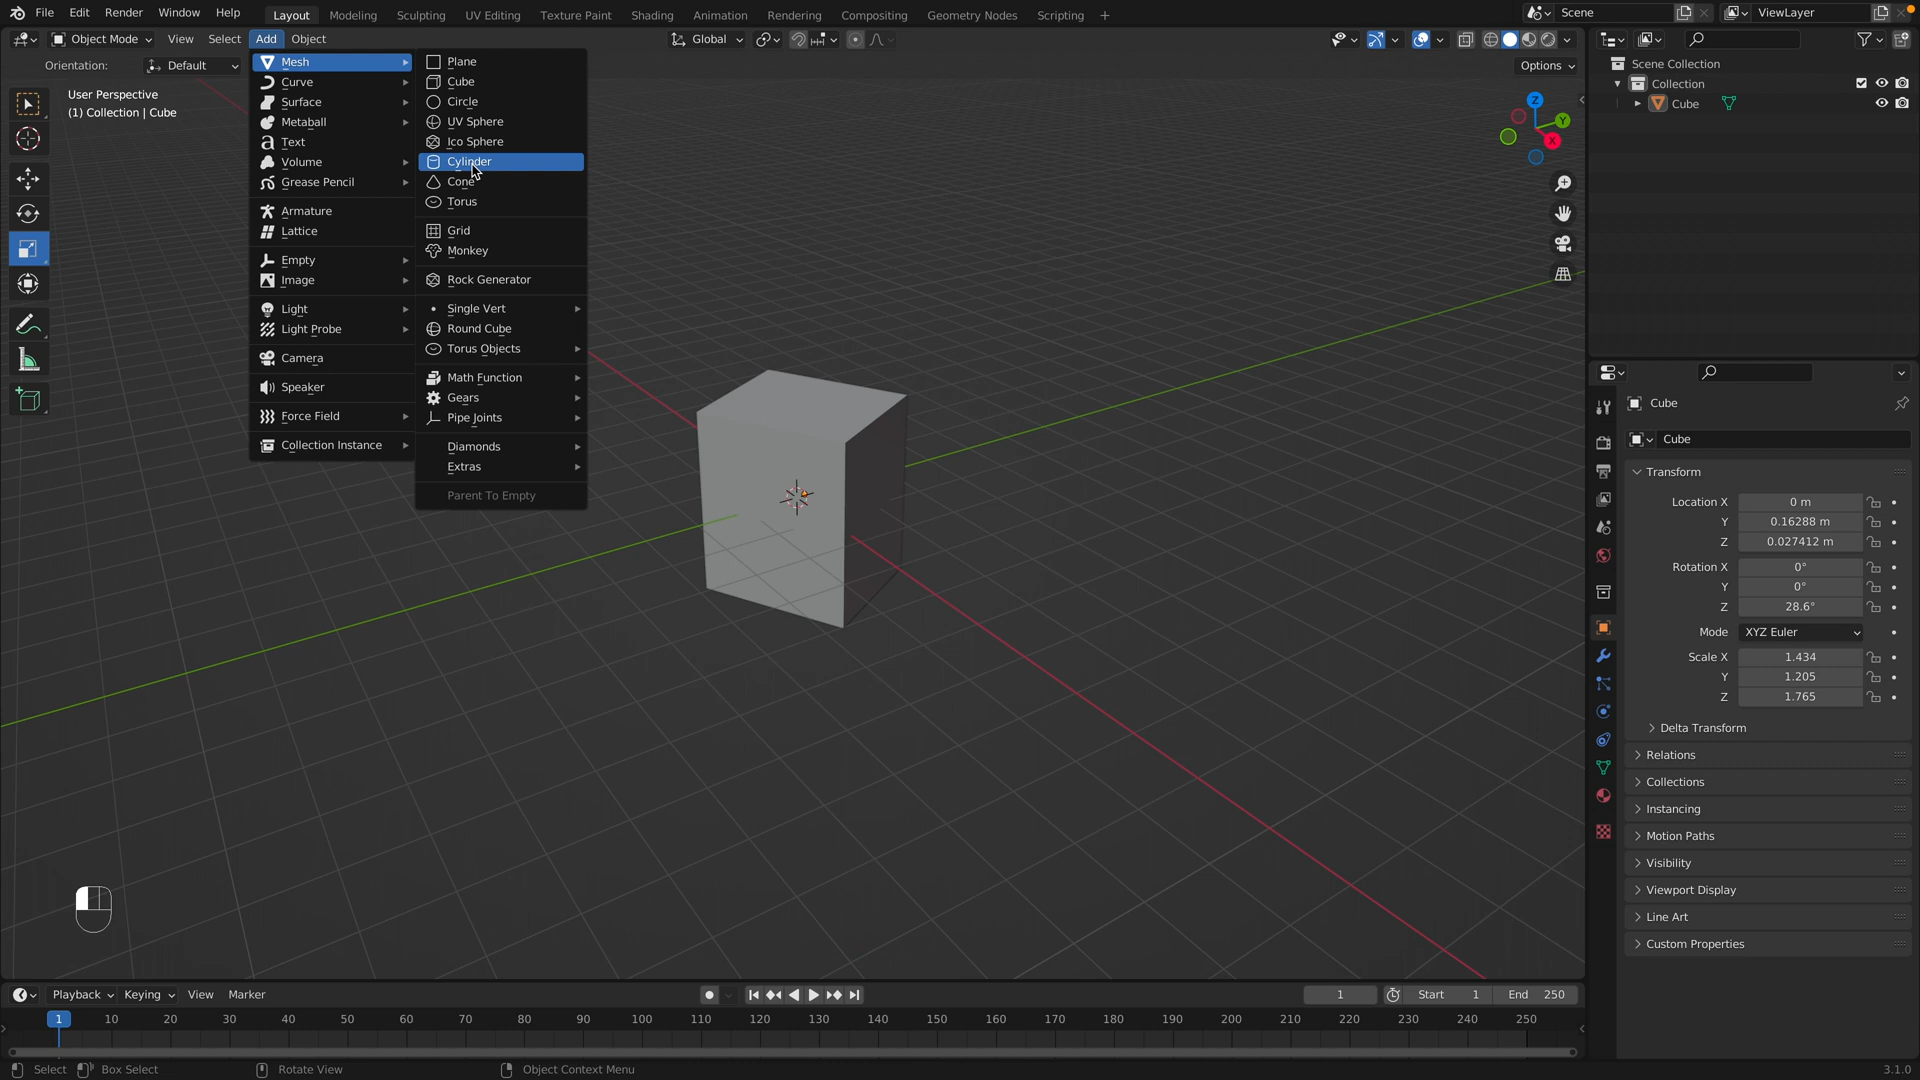 File Edit Render Window Help Layout Modeling Sculpting UV Editing Texture Paint Shading Animation Rendering Compositing Geometry Nodes Scripting + Scene ViewLayer
Object Mode View Select Add Object Global
Orientation: Default Options
User Perspective
(1) Collection | Cube
Mesh
Curve
Surface
Metaball
Text
Volume
Grease Pencil
Armature
Lattice
Empty
Image
Light
Light Probe
Camera
Speaker
Force Field
Collection Instance
Plane
Cube
Circle
UV Sphere
Ico Sphere
Cylinder
Cone
Torus
Grid
Monkey
Rock Generator
Single Vert
Round Cube
Torus Objects
Math Function
Gears
Pipe Joints
Diamonds
Extras
Parent To Empty
Z
Y
X
Scene Collection
Collection
Cube
Cube
Cube
Transform
Location X 0 m
Y 0.16288 m
Z 0.027412 m
Rotation X 0°
Y 0°
Z 28.6°
Mode XYZ Euler
Scale X 1.434
Y 1.205
Z 1.765
Delta Transform
Relations
Collections
Instancing
Motion Paths
Visibility
Viewport Display
Line Art
Custom Properties
Playback Keying View Marker 1 Start 1 End 250
1 10 20 30 40 50 60 70 80 90 100 110 120 130 140 150 160 170 180 190 200 210 220 230 240 250
Select Box Select Rotate View Object Context Menu 3.1.0